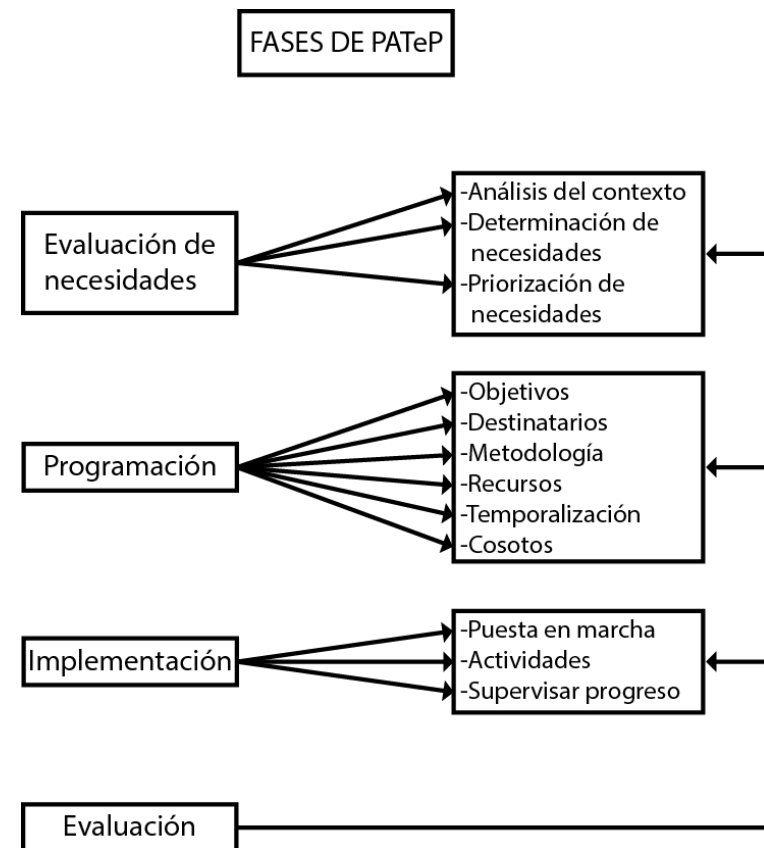 FASES DE PATeP
Evaluación de
necesidades
-Análisis del contexto
-Determinación de
necesidades
-Priorización de
necesidades
Programación
-Objetivos
-Destinatarios
-Metodología
-Recursos
-Temporalización
-Cosotos
Implementación
-Puesta en marcha
-Actividades
-Supervisar progreso
Evaluación